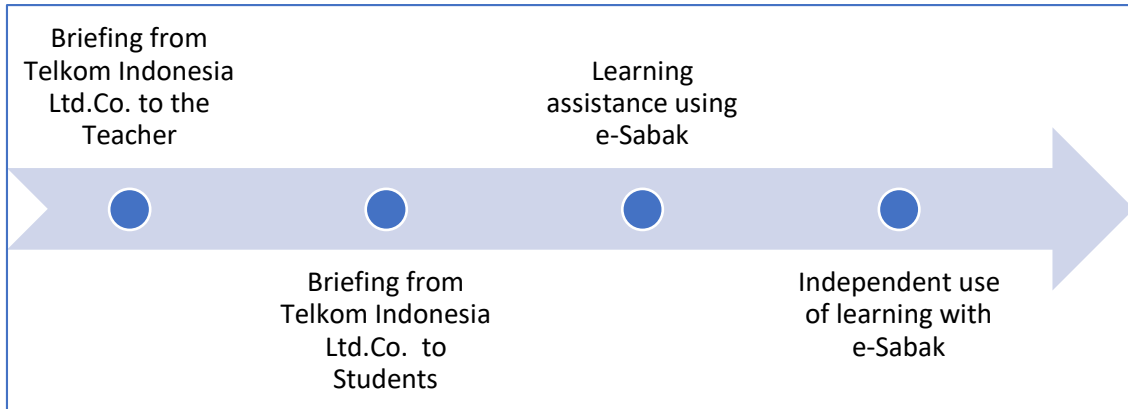 Briefing from
Telkom Indonesia
Ltd.Co. to the
Teacher
Briefing from
Telkom Indonesia
Ltd.Co.  to
Students
Learning
assistance using
e-Sabak
Independent use
of learning with
e-Sabak